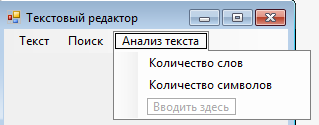 Текстовый редактор
Текст Поиск Анализ текста
Количество слов
Количество символов
Вводить здесь